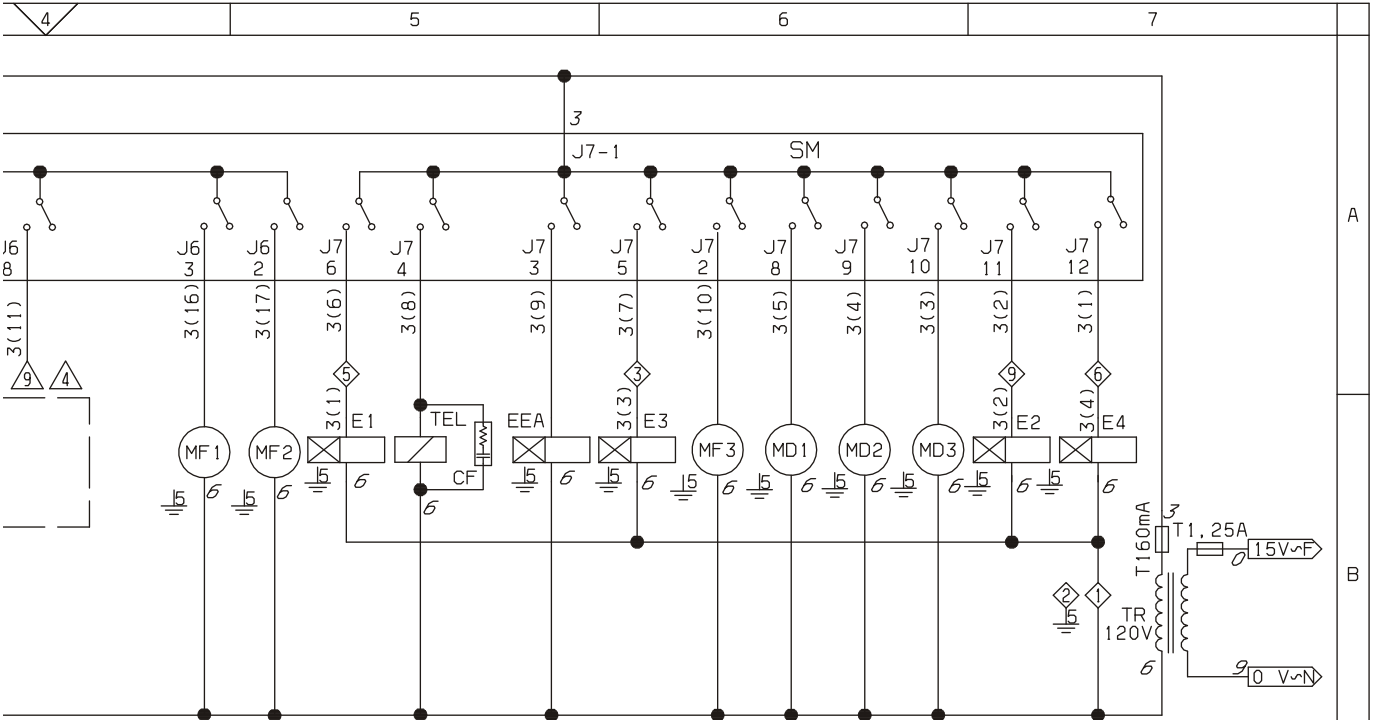 4 5 6 7
3
J7-1 SM
A
J6 J6 J6 J7 J7 J7 J7 J7 J7 J7 J7 J7 J7
8 3 2 6 4 3 5 2 8 9 10 11 12
3(11) 3(16) 3(17) 3(6) 3(8) 3(9) 3(7) 3(10) 3(5) 3(4) 3(3) 3(2) 3(1)
9 4 5 3 9 6
3(1) 3(3) 3(2) 3(4)
E1 TEL EEA E3 E2 E4
MF1 MF2 MF3 MD1 MD2 MD3
CF
5 5 5 5 5 5 5 5 5 5 5
6 6 6 6 6 6 6 6 6 6 6 6 6
T160mA 3 T1,25A
0 15V~F
B
2 1
5
TR
120V
6
9 0 V~N